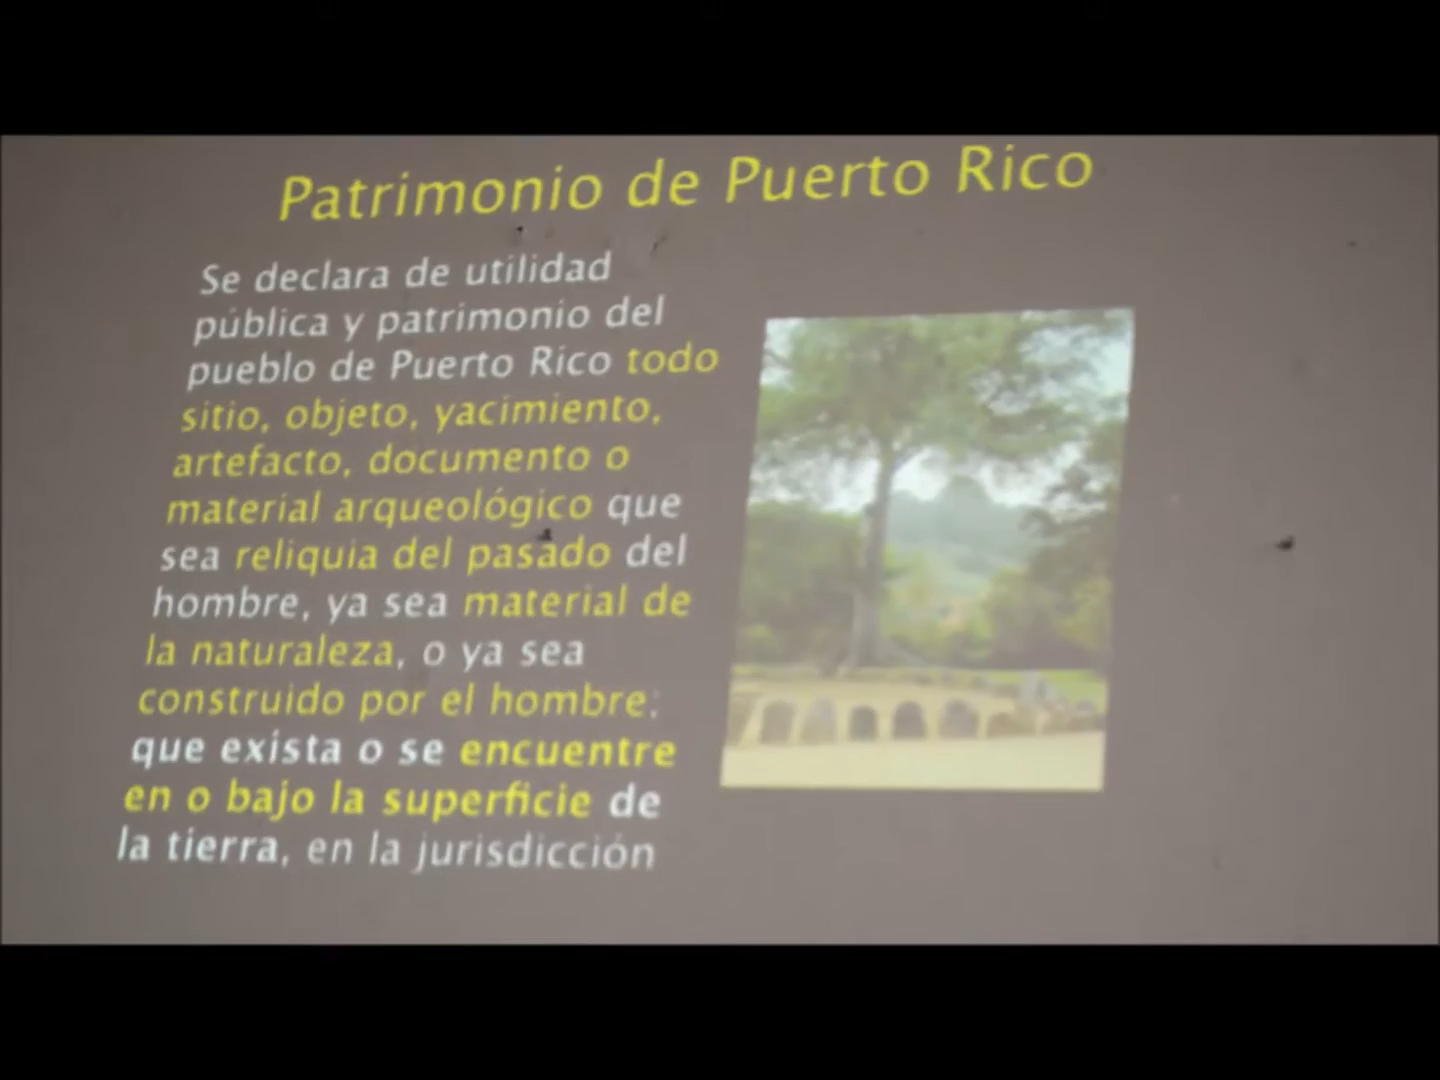 Patrimonio de Puerto Rico
Se declara de utilidad
pública y patrimonio del
pueblo de Puerto Rico todo
sitio, objeto, yacimiento,
artefacto, documento o
material arqueológico que
sea reliquia del pasado del
hombre, ya sea material de
la naturaleza, o ya sea
construido por el hombre;
que exista o se encuentre
en o bajo la superficie de
la tierra, en la jurisdicción